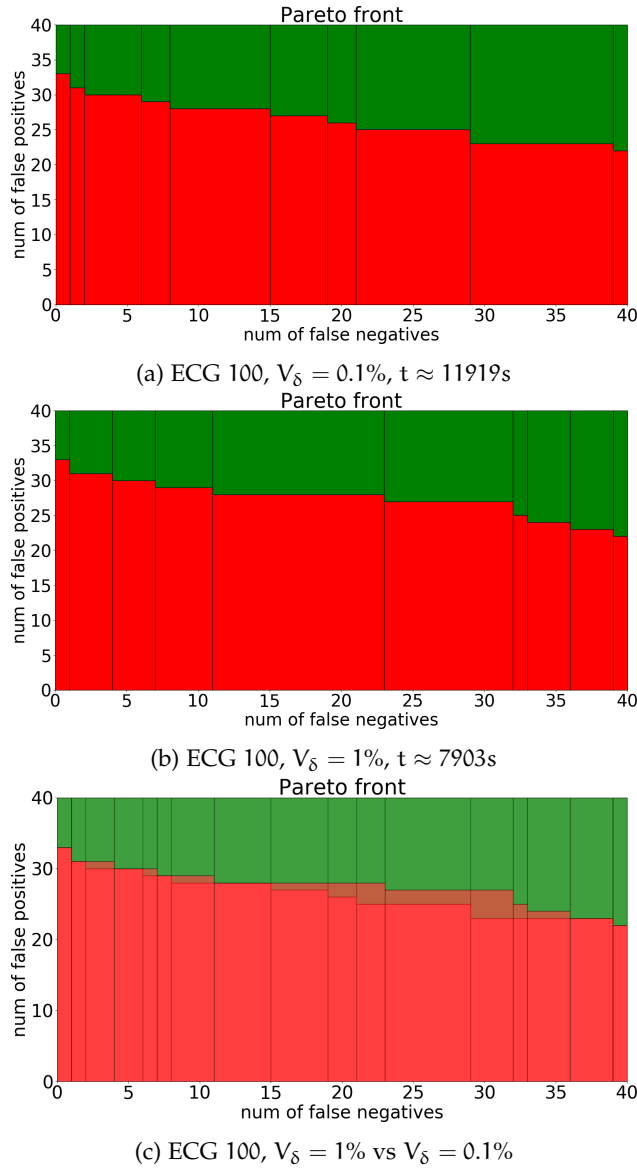 Pareto front
40
35
30
25
20
15
10
5
0
num of false positives
0 5 10 15 20 25 30 35 40
num of false negatives
(a) ECG 100, V_δ = 0.1%, t ≈ 11919s
Pareto front
40
35
30
25
20
15
10
5
0
num of false positives
0 5 10 15 20 25 30 35 40
num of false negatives
(b) ECG 100, V_δ = 1%, t ≈ 7903s
Pareto front
40
30
20
10
0
num of false positives
0 5 10 15 20 25 30 35 40
num of false negatives
(c) ECG 100, V_δ = 1% vs V_δ = 0.1%